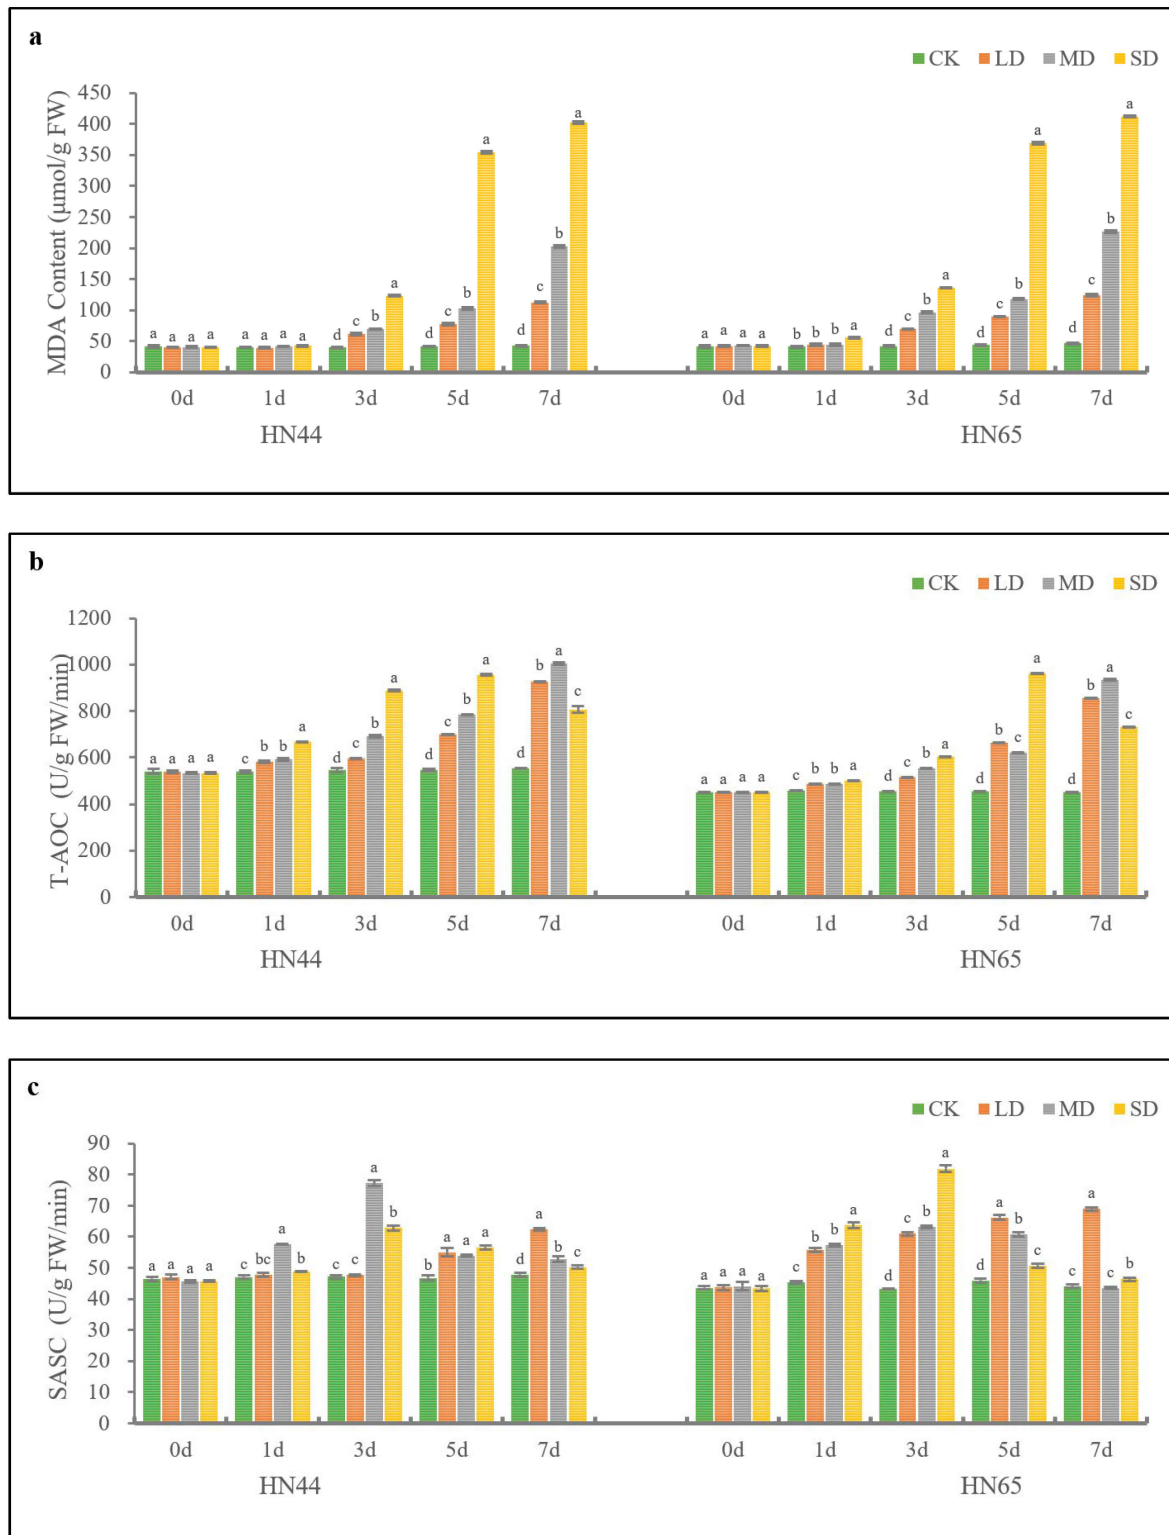 a
CK LD MD SD
MDA Content (μmol/g FW)
450
400
350
300
250
200
150
100
50
0
a a a a a a a a d c b a d c b a d c b a
a a a a b b b a d c b a d c b a d c b a
0d 1d 3d 5d 7d 0d 1d 3d 5d 7d
HN44 HN65
b
CK LD MD SD
T-AOC (U/g FW/min)
1200
1000
800
600
400
200
0
a a a a c b b a d c b a d c b a d b a c
a a a a c b b a d c b a d b c a d b a c
0d 1d 3d 5d 7d 0d 1d 3d 5d 7d
HN44 HN65
c
CK LD MD SD
SASC (U/g FW/min)
90
80
70
60
50
40
30
20
10
0
a a a a c bc a b c c a b b a a a d a b c
a a a a c b b a d c b a d a b c c a c b
0d 1d 3d 5d 7d 0d 1d 3d 5d 7d
HN44 HN65